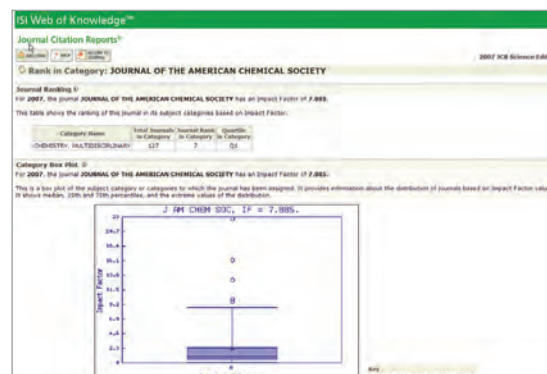 ISI Web of Knowledge℠
Journal Citation Reports®
WELCOME ? HELP
2007 JCR Science Edi
Rank in Category: JOURNAL OF THE AMERICAN CHEMICAL SOCIETY
Journal Ranking
For 2007, the journal JOURNAL OF THE AMERICAN CHEMICAL SOCIETY has an Impact Factor of 7.885.
This table shows the ranking of this journal in its subject categories based on Impact Factor.
Category Name Total Journals in Category Journal Rank in Category Quartile in Category
CHEMISTRY, MULTIDISCIPLINARY 127 7 Q1
Category Box Plot
For 2007, the journal JOURNAL OF THE AMERICAN CHEMICAL SOCIETY has an Impact Factor of 7.885.
This is a box plot of the subject category or categories to which the journal has been assigned. It provides information about the distribution of journals based on Impact Factor valu
It shows median, 25th and 75th percentiles, and the extreme values of the distribution.
J AM CHEM SOC, IF = 7.885.
Impact Factor
A
Key